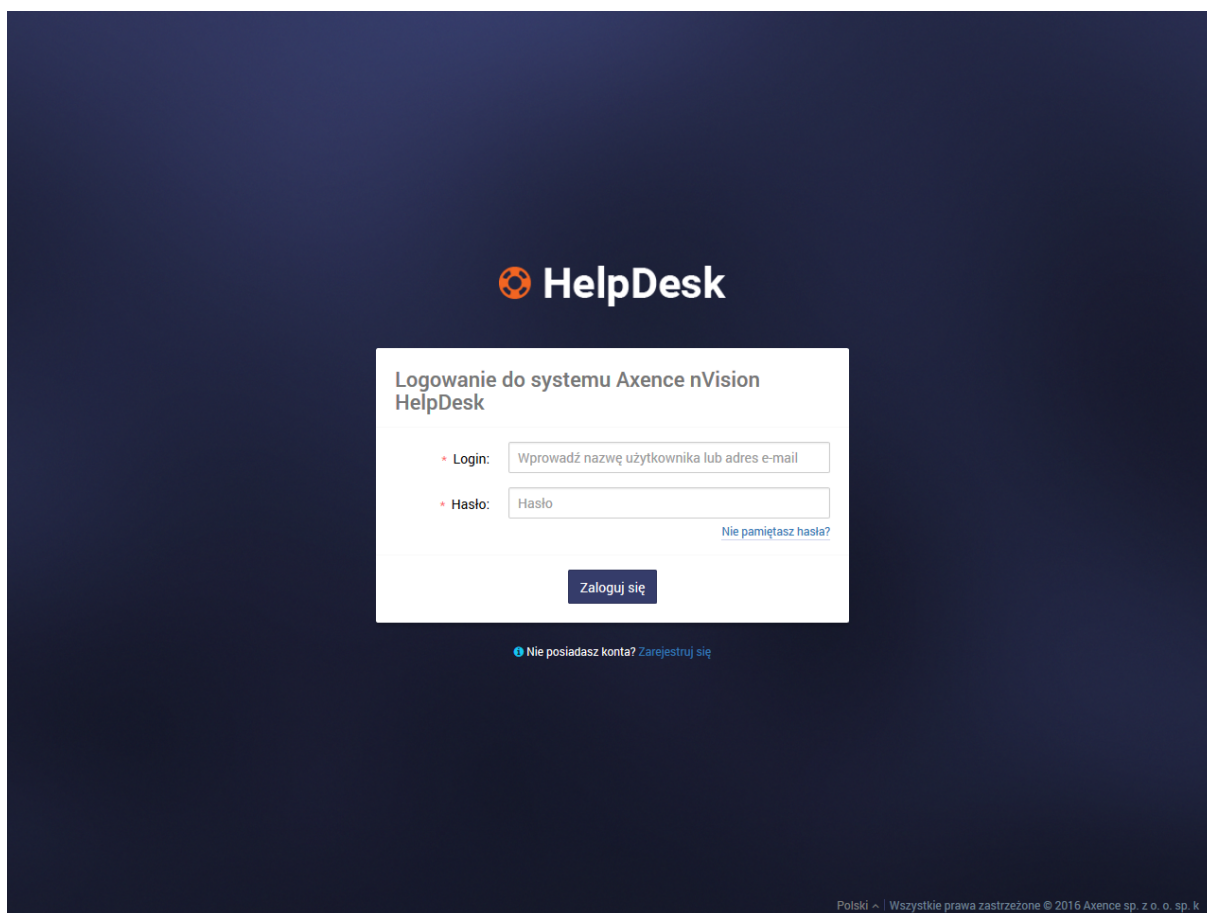 HelpDesk
Logowanie do systemu Axence nVision
HelpDesk
* Login: Wprowadź nazwę użytkownika lub adres e-mail
* Hasło: Hasło
Nie pamiętasz hasła?
Zaloguj się
Nie posiadasz konta? Zarejestruj się
Polski | Wszystkie prawa zastrzeżone © 2016 Axence sp. z o. o. sp. k